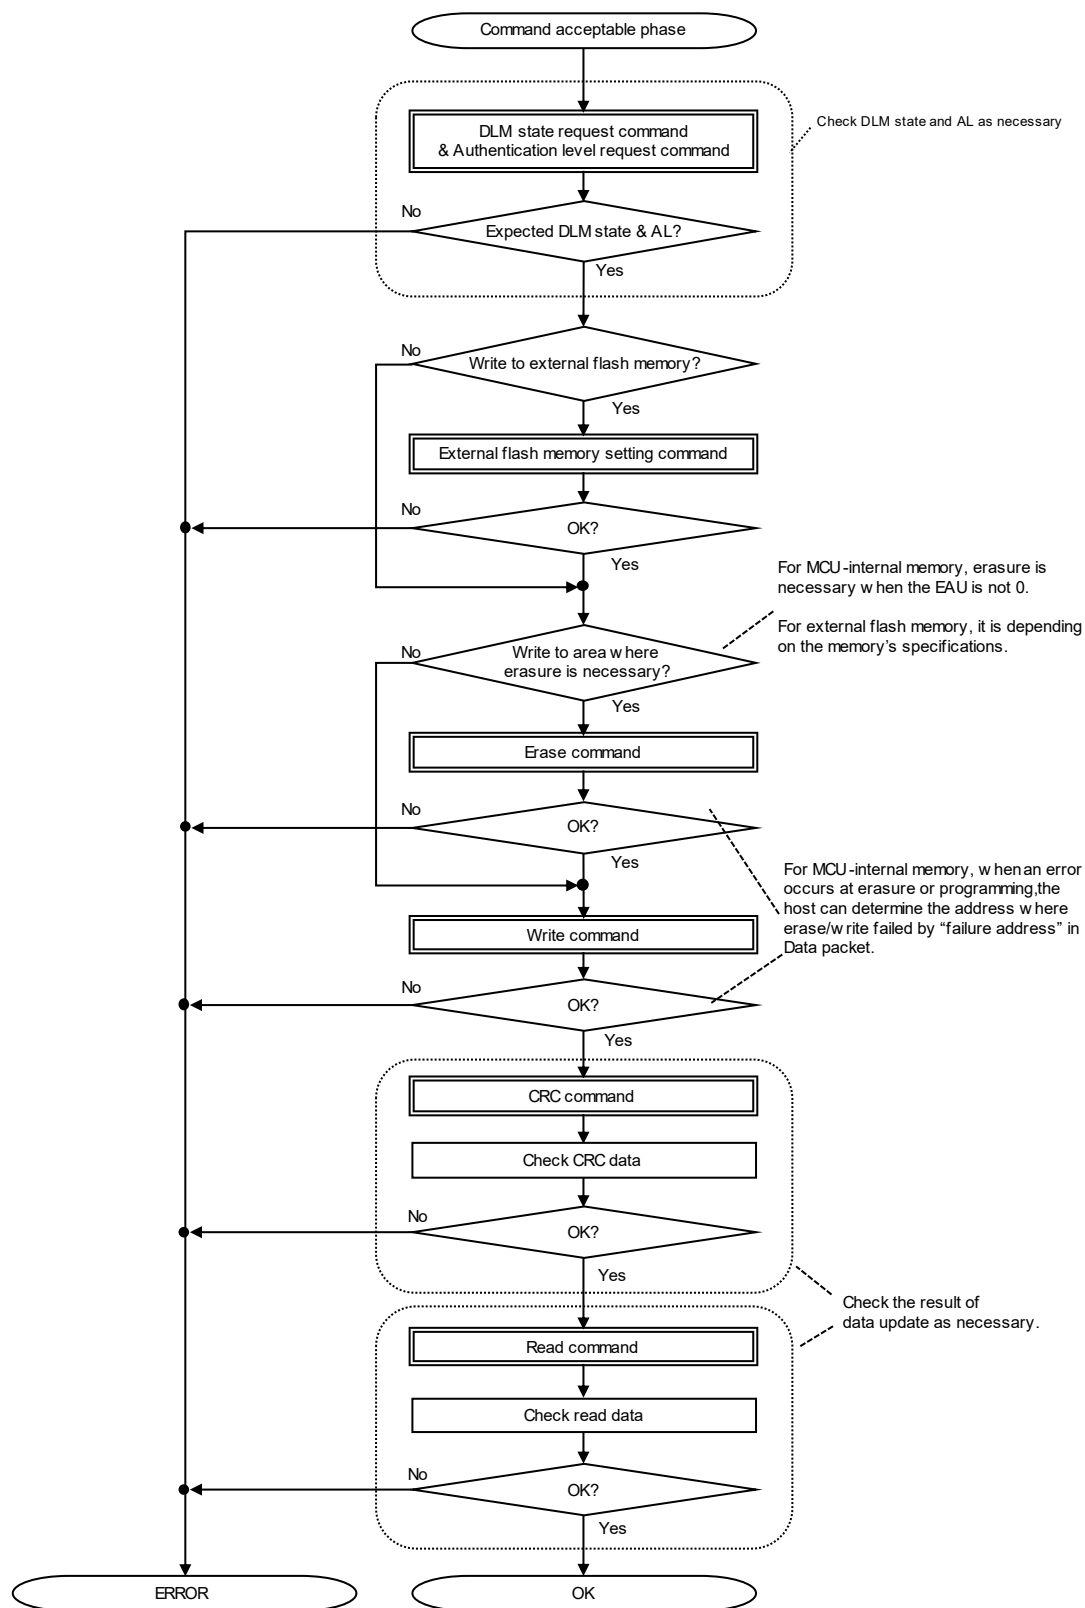 Command acceptable phase
DLM state request command
& Authentication level request command
Check DLM state and AL as necessary
No
Expected DLM state & AL?
Yes
No
Write to external flash memory?
Yes
External flash memory setting command
No
OK?
Yes
For MCU-internal memory, erasure is
necessary when the EAU is not 0.
For external flash memory, it is depending
on the memory's specifications.
No
Write to area where
erasure is necessary?
Yes
Erase command
No
OK?
Yes
For MCU-internal memory, when an error
occurs at erasure or programming,the
host can determine the address where
erase/write failed by “failure address” in
Data packet.
Write command
No
OK?
Yes
CRC command
Check CRC data
No
OK?
Yes
Check the result of
data update as necessary.
Read command
Check read data
No
OK?
Yes
ERROR
OK